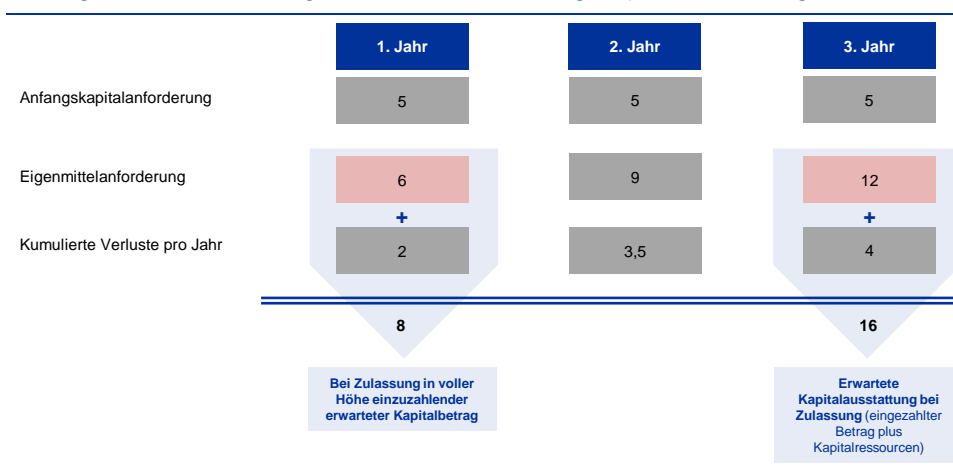 1. Jahr 2. Jahr 3. Jahr
Anfangskapitalanforderung 5 5 5
Eigenmittelanforderung 6 9 12
+ +
Kumulierte Verluste pro Jahr 2 3,5 4
8 16
Bei Zulassung in voller
Höhe einzuzahlender
erwarteter Kapitalbetrag
Erwartete
Kapitalausstattung bei
Zulassung (eingezahlter
Betrag plus
Kapitalressourcen)